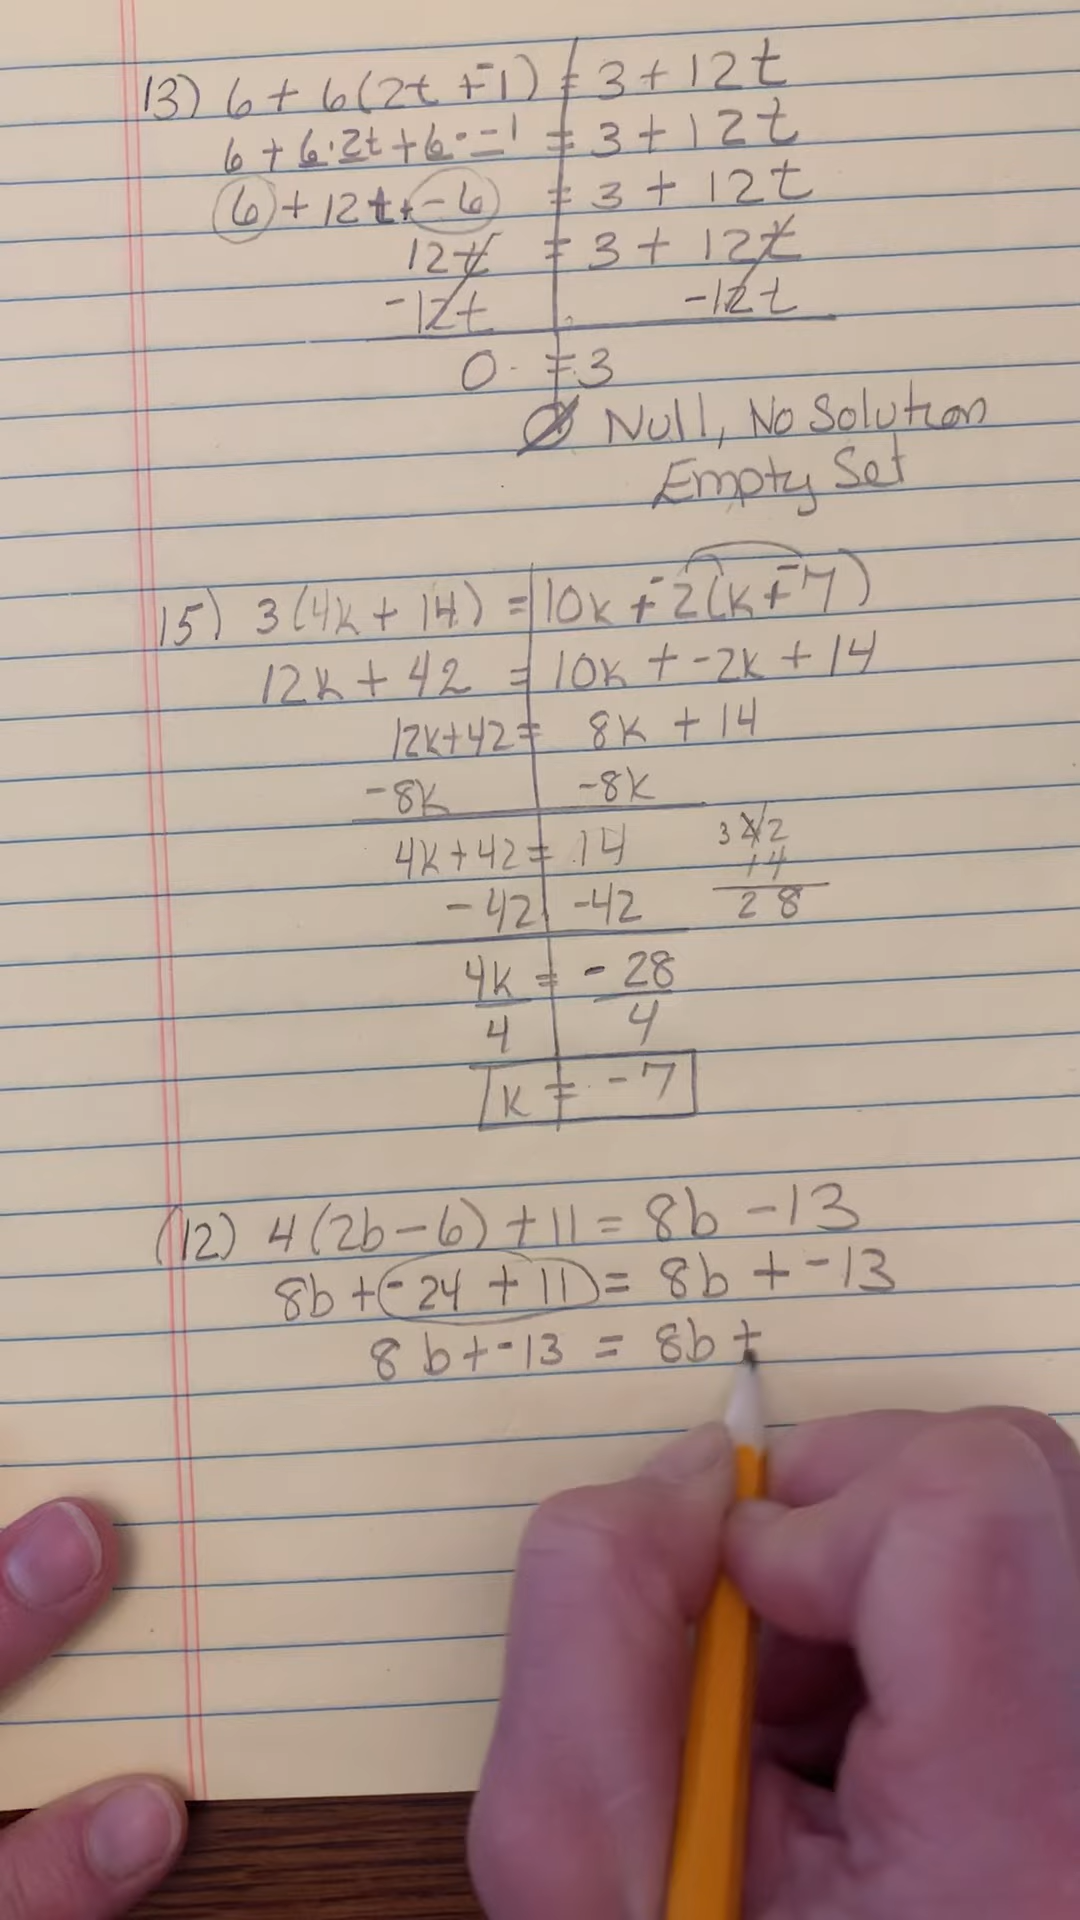 13) 6 + 6(2t + ⁻1) = 3 + 12t
6 + 6·2t + 6·⁻1 = 3 + 12t
6 + 12t + -6 = 3 + 12t
12t = 3 + 12t
-12t -12t
0 = 3
∅ Null, No Solution
Empty Set
15) 3(4k + 14) = 10k + ⁻2(k + ⁻7)
12k + 42 = 10k + -2k + 14
12k + 42 = 8k + 14
-8k -8k
4k + 42 = 14
3 4 12
14
28
-42 -42
4k = -28
4 4
k = -7
(12) 4(2b - 6) + 11 = 8b - 13
8b + ⁻24 + 11 = 8b + ⁻13
8b + ⁻13 = 8b +